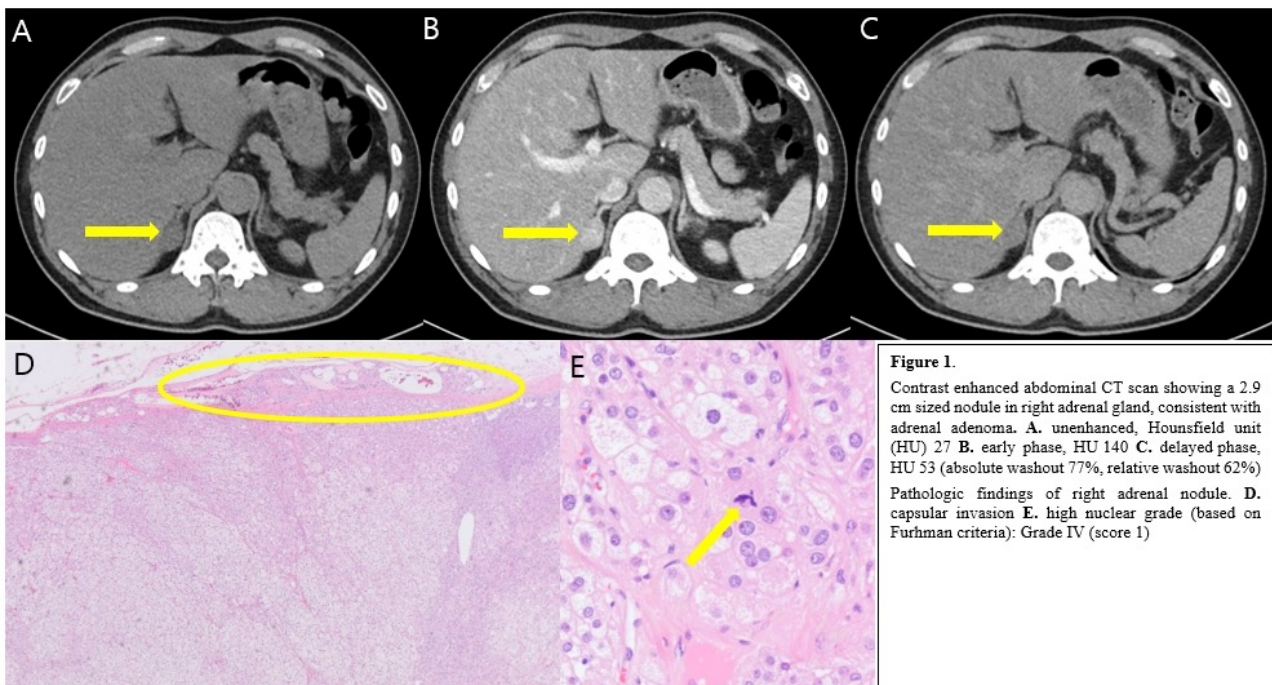 A
B
C
D
E
Figure 1.
Contrast enhanced abdominal CT scan showing a 2.9
cm sized nodule in right adrenal gland, consistent with
adrenal adenoma. A. unenhanced, Hounsfield unit
(HU) 27 B. early phase, HU 140 C. delayed phase,
HU 53 (absolute washout 77%, relative washout 62%)
Pathologic findings of right adrenal nodule. D.
capsular invasion E. high nuclear grade (based on
Furhman criteria): Grade IV (score 1)